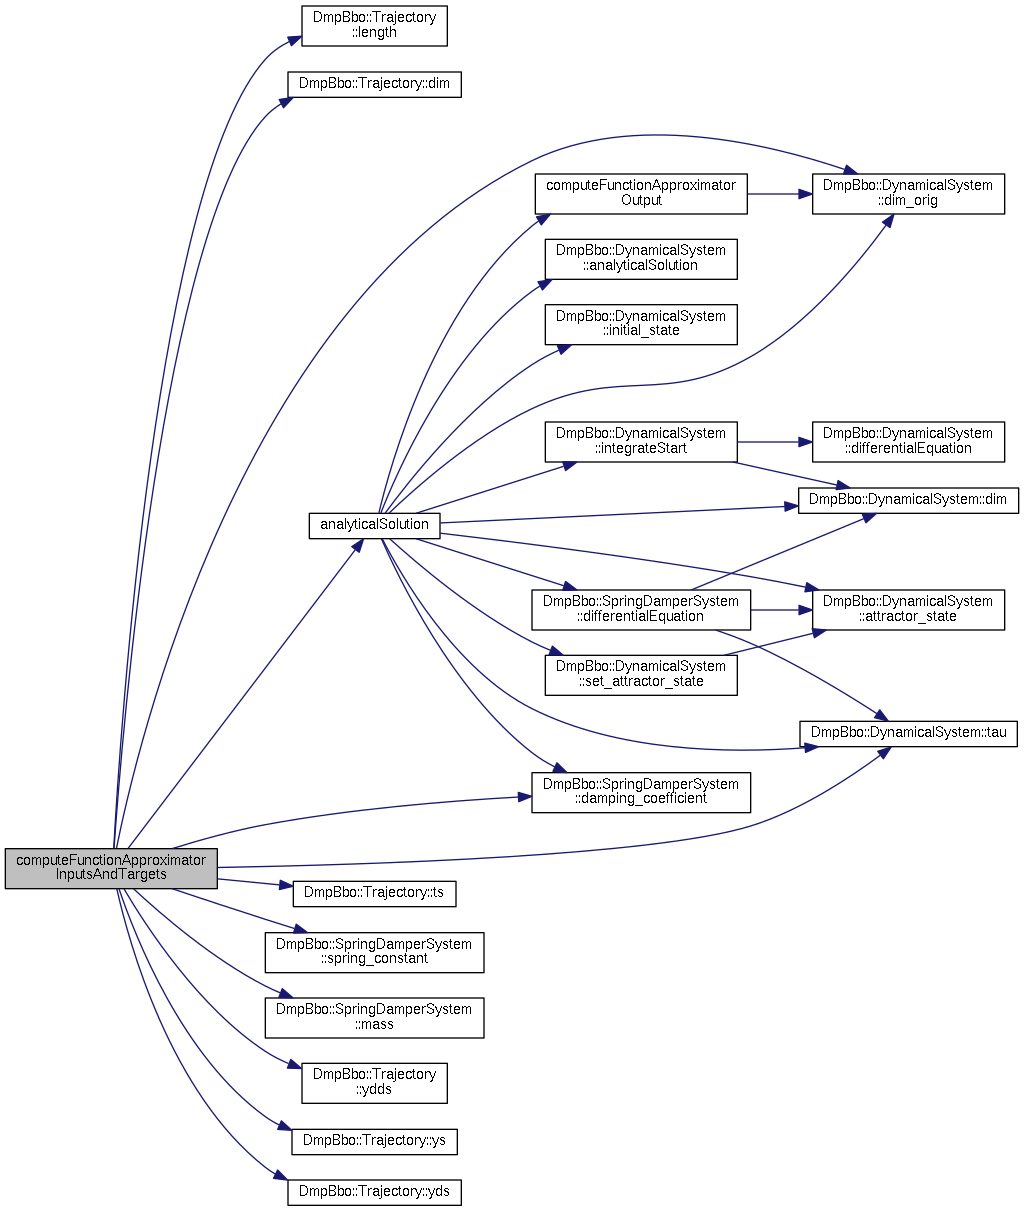 DmpBbo::Trajectory
::length
DmpBbo::Trajectory::dim
computeFunctionApproximator
Output
DmpBbo::DynamicalSystem
::dim_orig
DmpBbo::DynamicalSystem
::analyticalSolution
DmpBbo::DynamicalSystem
::initial_state
DmpBbo::DynamicalSystem
::integrateStart
DmpBbo::DynamicalSystem
::differentialEquation
DmpBbo::DynamicalSystem::dim
analyticalSolution
DmpBbo::SpringDamperSystem
::differentialEquation
DmpBbo::DynamicalSystem
::attractor_state
DmpBbo::DynamicalSystem
::set_attractor_state
DmpBbo::DynamicalSystem::tau
DmpBbo::SpringDamperSystem
::damping_coefficient
computeFunctionApproximator
InputsAndTargets
DmpBbo::Trajectory::ts
DmpBbo::SpringDamperSystem
::spring_constant
DmpBbo::SpringDamperSystem
::mass
DmpBbo::Trajectory
::ydds
DmpBbo::Trajectory::ys
DmpBbo::Trajectory::yds